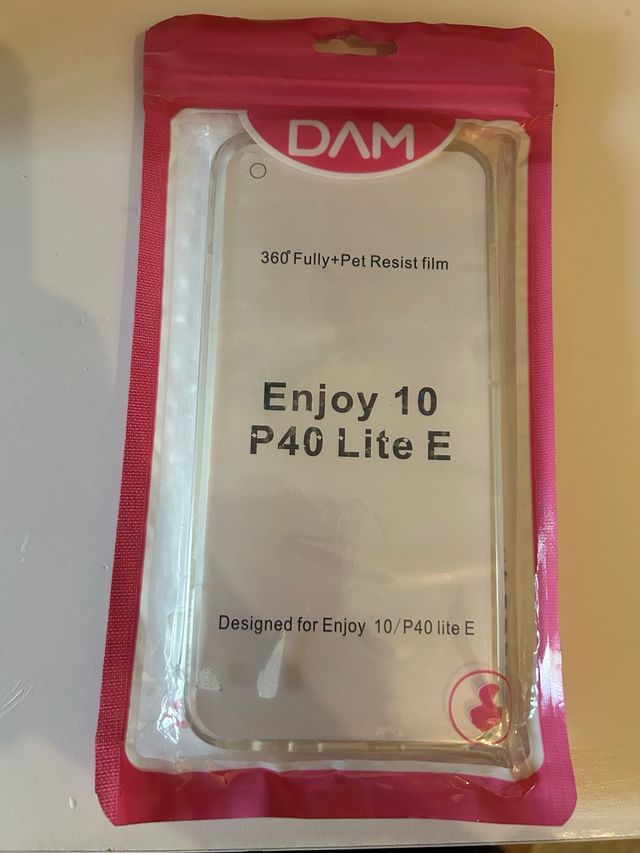 DAM
360° Fully+Pet Resist film
Enjoy 10
P40 Lite E
Designed for Enjoy 10/P40 lite E